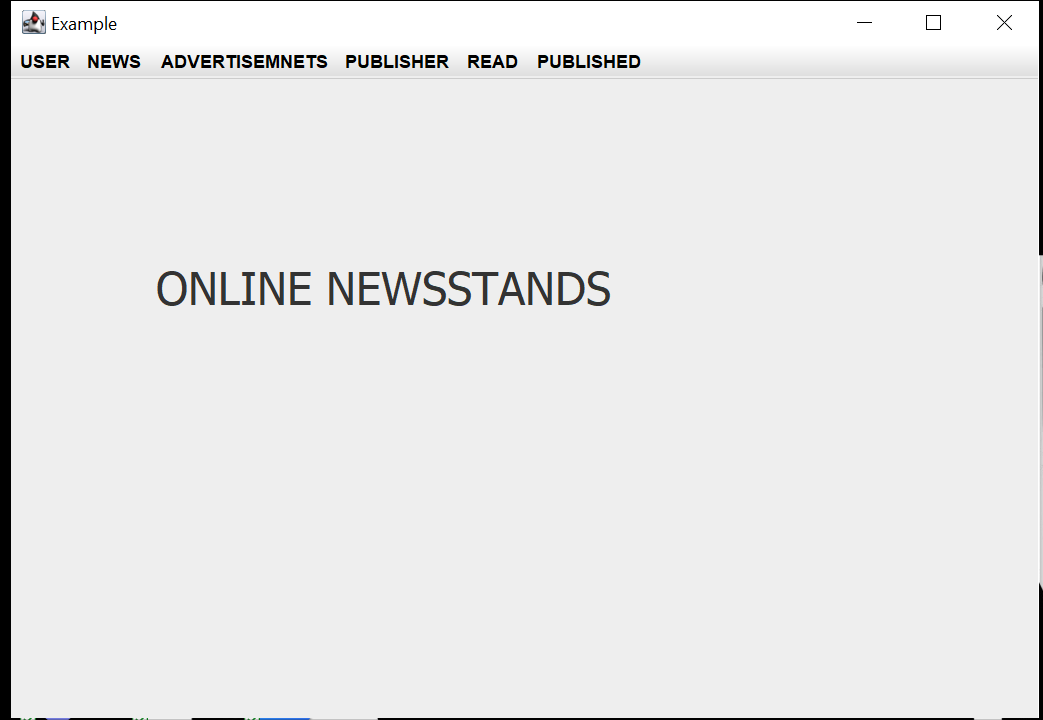 Example
USER NEWS ADVERTISEMNETS PUBLISHER READ PUBLISHED
ONLINE NEWSSTANDS